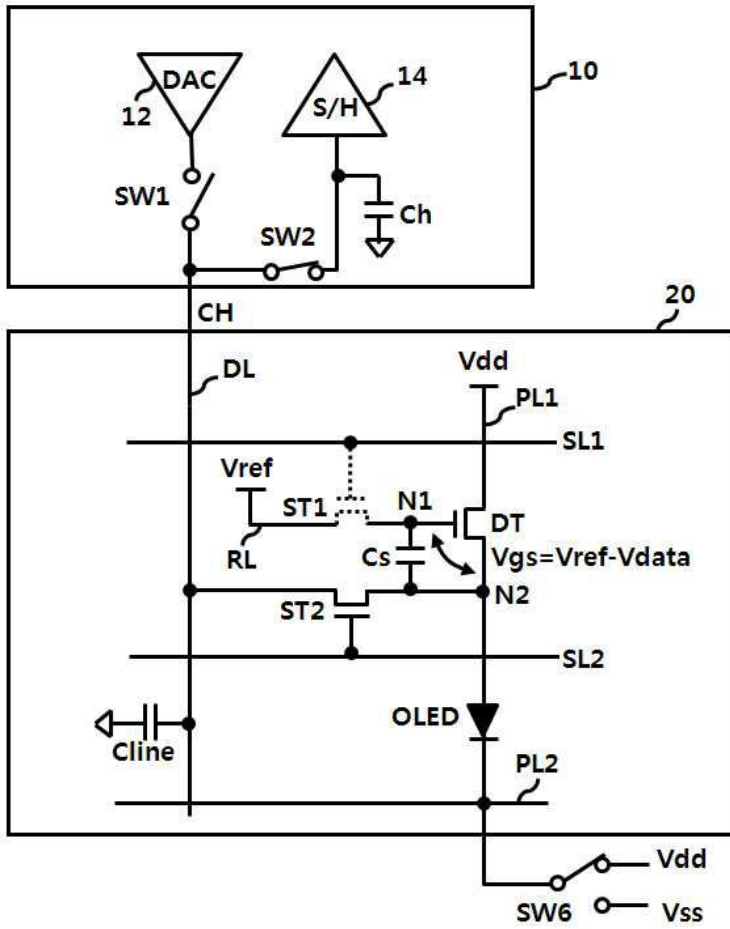 DAC
12
S/H
14
10
SW1
Ch
SW2
CH
20
DL
Vdd
PL1
SL1
Vref
ST1
N1
DT
RL
Cs
Vgs=Vref-Vdata
ST2
N2
SL2
OLED
Cline
PL2
Vdd
SW6
Vss